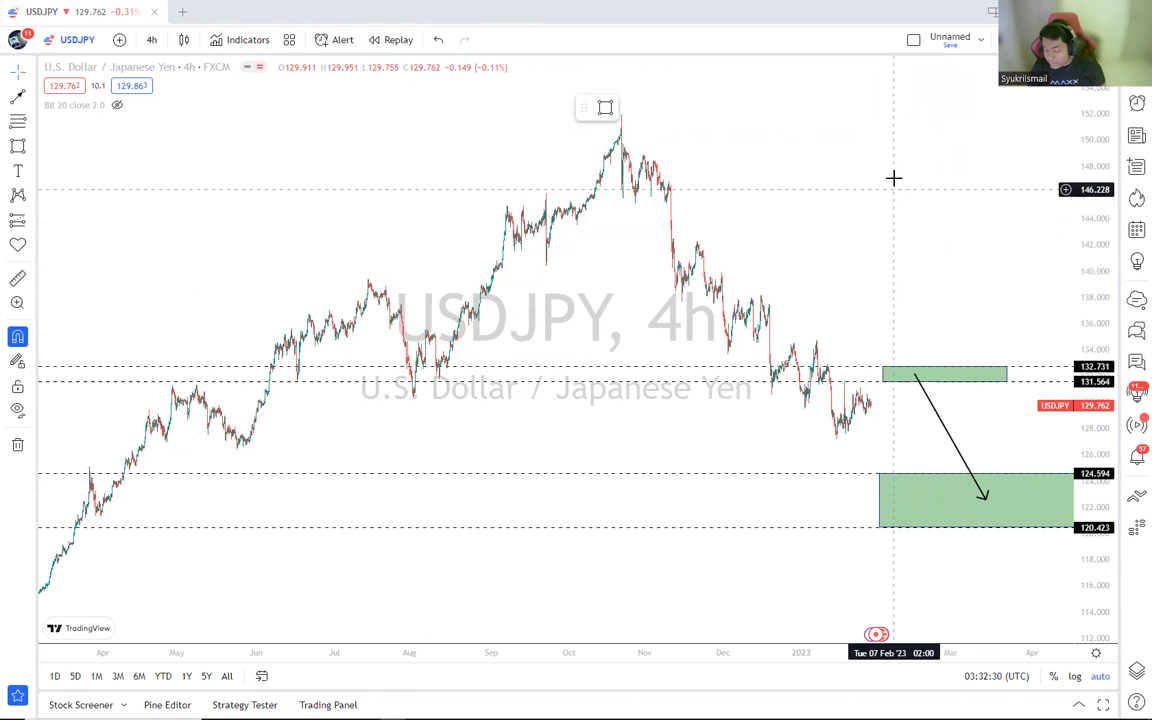 USDJPY ▼ 129.762 −0.31%
11
USDJPY
4h
Indicators
Alert
Replay
Unnamed
Save
SyukriIsmail
U.S. Dollar / Japanese Yen · 4h · FXCM
O129.911 H129.951 L129.755 C129.762 −0.149 (−0.11%)
129.762
10.1
129.863
BB 20 close 2 0
USDJPY, 4h
U.S. Dollar / Japanese Yen
154.000
152.000
150.000
148.000
146.228
144.000
142.000
140.000
138.000
136.000
134.000
132.731
131.564
USDJPY 129.762
128.000
126.000
124.594
122.000
120.423
118.000
116.000
114.000
112.000
11...
57
TradingView
Apr
May
Jun
Jul
Aug
Sep
Oct
Nov
Dec
2023
Tue 07 Feb '23 02:00
Mar
Apr
1D
5D
1M
3M
6M
YTD
1Y
5Y
All
03:32:30 (UTC)
%
log
auto
Stock Screener
Pine Editor
Strategy Tester
Trading Panel